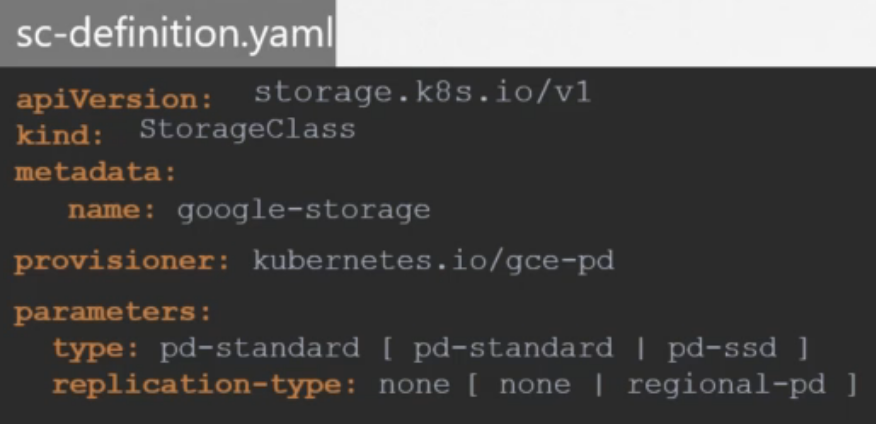 sc-definition.yaml
apiVersion: storage.k8s.io/v1
kind: StorageClass
metadata:
name: google-storage
provisioner: kubernetes.io/gce-pd
parameters:
type: pd-standard [ pd-standard | pd-ssd ]
replication-type: none [ none | regional-pd ]